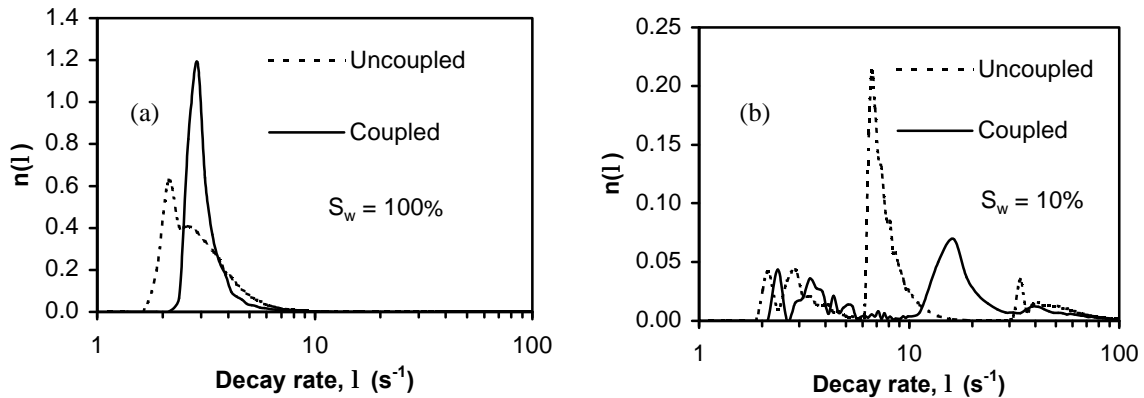 1.4
1.2
1.0
0.8
0.6
0.4
0.2
0.0
n(l)
(a)
Uncoupled
Coupled
Sw = 100%
1 10 100
Decay rate, l (s-1)
0.25
0.20
0.15
0.10
0.05
0.00
n(l)
Uncoupled
(b)
Coupled
Sw = 10%
1 10 100
Decay rate, l (s-1)